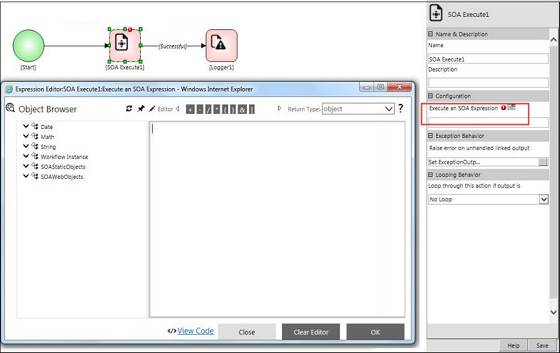 [Start]
[SOA Execute1]
[Successful]
[Logger1]
Expression Editor:SOA Execute1:Execute an SOA Expression - Windows Internet Explorer
Object Browser
Editor
+ - / * ( ) & |
Return Type: object
?
Date
Math
String
Workflow Instance
SOAStaticObjects
SOAWebObjects
</> View Code
Close
Clear Editor
OK
SOA Execute1
Name & Description
Name
SOA Execute1
Description
Configuration
Execute an SOA Expression
Exception Behavior
Raise error on unhandled linked output
Set ExceptionOutp...
Looping Behavior
Loop through this action if output is
No Loop
Help
Save